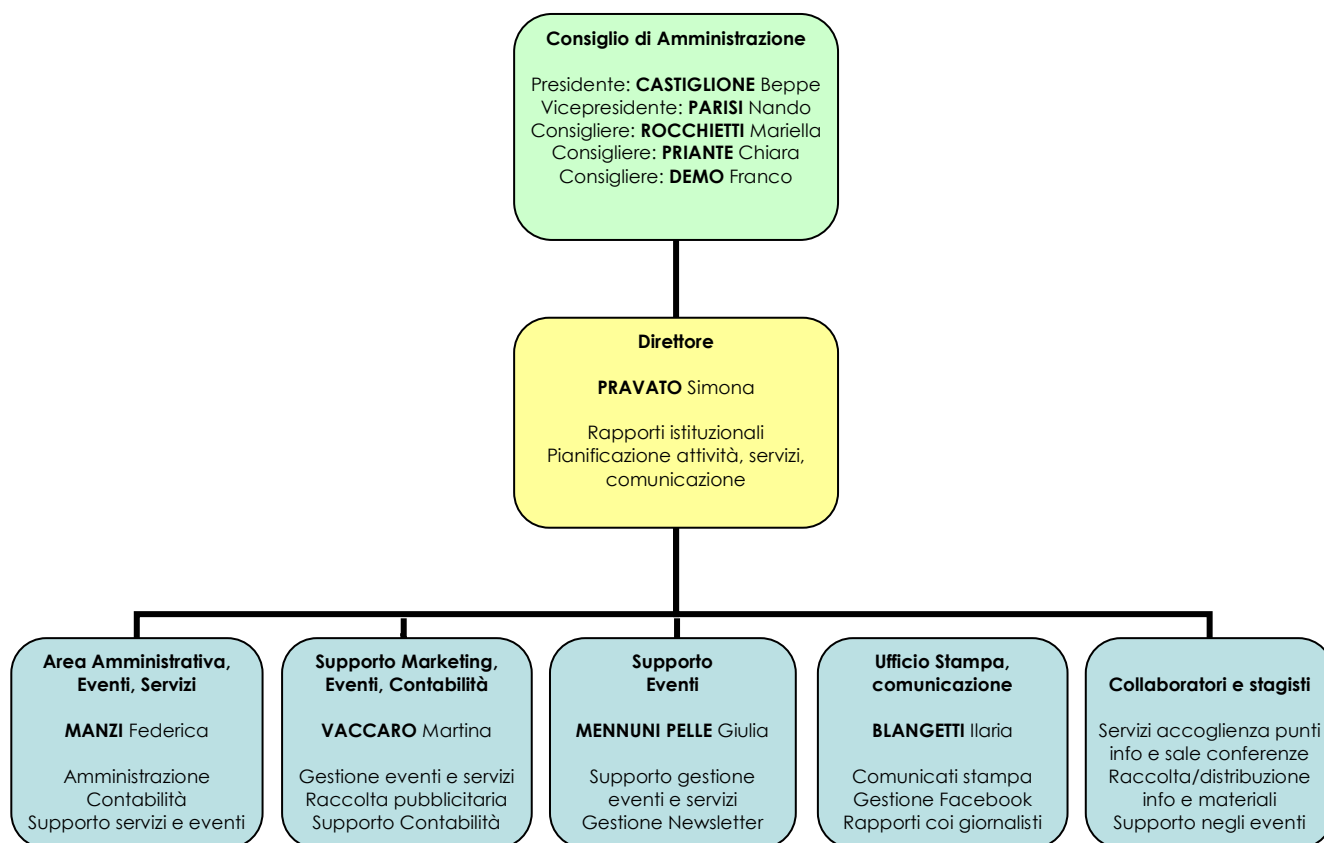 Consiglio di Amministrazione
Presidente: CASTIGLIONE Beppe
Vicepresidente: PARISI Nando
Consigliere: ROCCHIETTI Mariella
Consigliere: PRIANTE Chiara
Consigliere: DEMO Franco
Direttore
PRAVATO Simona
Rapporti istituzionali
Pianificazione attività, servizi,
comunicazione
Area Amministrativa,
Eventi, Servizi
MANZI Federica
Amministrazione
Contabilità
Supporto servizi e eventi
Supporto Marketing,
Eventi, Contabilità
VACCARO Martina
Gestione eventi e servizi
Raccolta pubblicitaria
Supporto Contabilità
Supporto
Eventi
MENNUNI PELLE Giulia
Supporto gestione
eventi e servizi
Gestione Newsletter
Ufficio Stampa,
comunicazione
BLANGETTI Ilaria
Comunicati stampa
Gestione Facebook
Rapporti coi giornalisti
Collaboratori e stagisti
Servizi accoglienza punti
info e sale conferenze
Raccolta/distribuzione
info e materiali
Supporto negli eventi